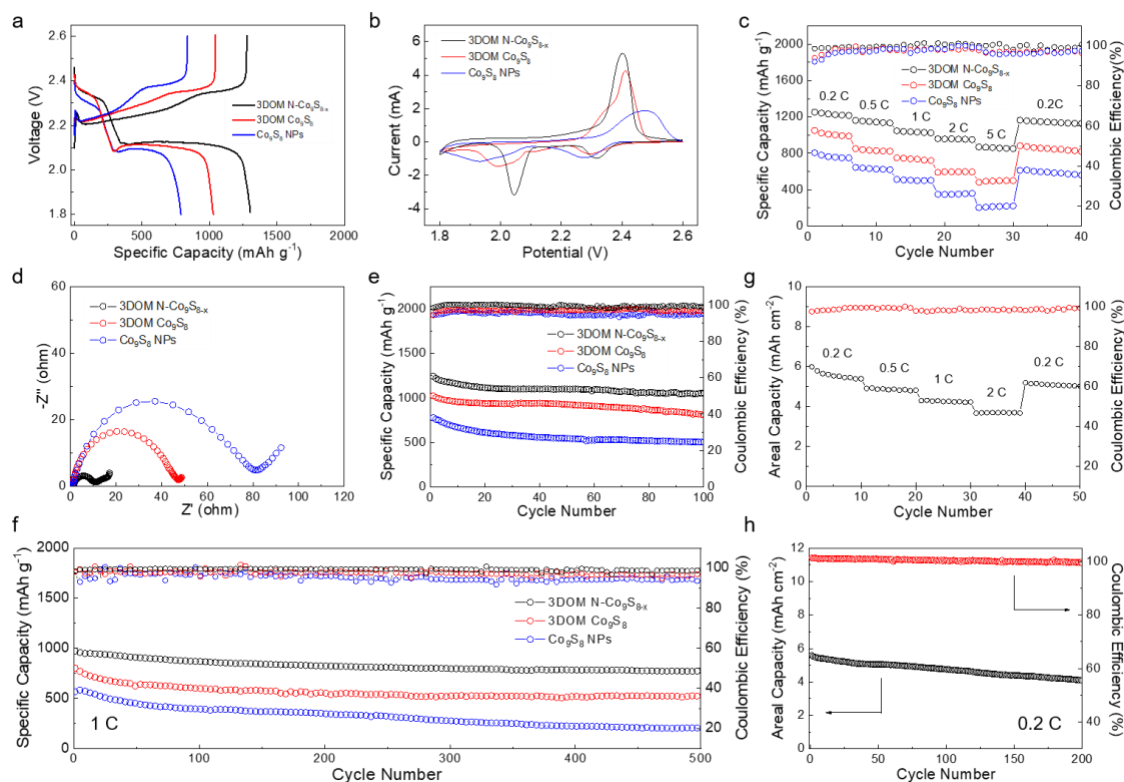 a
2.6
2.4
2.2
2.0
1.8
Voltage (V)
3DOM N-Co₉S₈₋ₓ
3DOM Co₉S₈
Co₉S₈ NPs
0 500 1000 1500 2000
Specific Capacity (mAh g⁻¹)
b
6
4
2
0
-2
-4
Current (mA)
3DOM N-Co₉S₈₋ₓ
3DOM Co₉S₈
Co₉S₈ NPs
1.8 2.0 2.2 2.4 2.6
Potential (V)
c
2000
1600
1200
800
400
Specific Capacity (mAh g⁻¹)
3DOM N-Co₉S₈₋ₓ
3DOM Co₉S₈
Co₉S₈ NPs
0.2 C
0.5 C
1 C
2 C
5 C
0.2C
100
80
60
40
20
Coulombic Efficiency(%)
0 10 20 30 40
Cycle Number
d
60
40
20
0
-Z'' (ohm)
3DOM N-Co₉S₈₋ₓ
3DOM Co₉S₈
Co₉S₈ NPs
0 20 40 60 80 100 120
Z' (ohm)
e
2000
1500
1000
500
0
Specific Capacity (mAh g⁻¹)
3DOM N-Co₉S₈₋ₓ
3DOM Co₉S₈
Co₉S₈ NPs
100
80
60
40
20
Coulombic Efficiency (%)
0 20 40 60 80 100
Cycle Number
g
10
8
6
4
2
0
Areal Capacity (mAh cm⁻²)
0.2 C
0.5 C
1 C
2 C
0.2 C
100
80
60
40
20
Coulombic Efficiency (%)
0 10 20 30 40 50
Cycle Number
f
2000
1500
1000
500
0
Specific Capacity (mAh g⁻¹)
3DOM N-Co₉S₈₋ₓ
3DOM Co₉S₈
Co₉S₈ NPs
1 C
100
80
60
40
20
Coulombic Efficiency (%)
0 100 200 300 400 500
Cycle Number
h
12
10
8
6
4
2
0
Areal Capacity (mAh cm⁻²)
0.2 C
100
80
60
40
Coulombic Efficiency (%)
0 50 100 150 200
Cycle Number